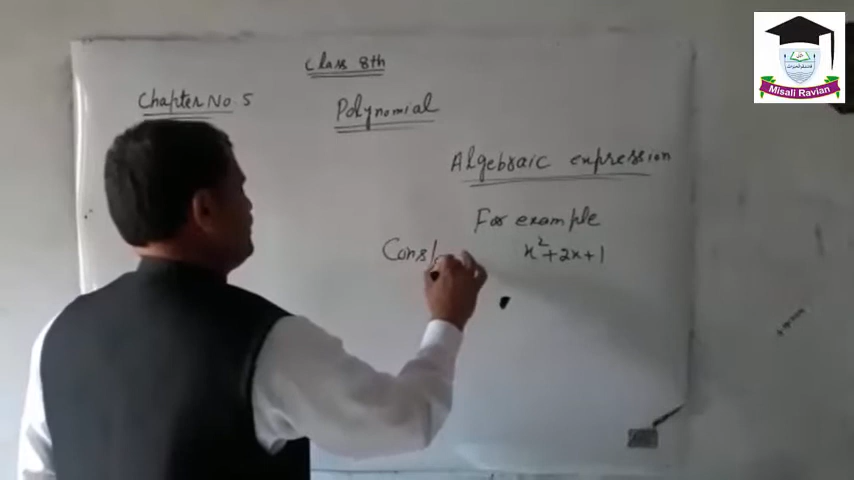 Class 8th
Chapter No. 5
Polynomial
Algebraic expression
For example
x²+2x+1
Const
Misali Ravian